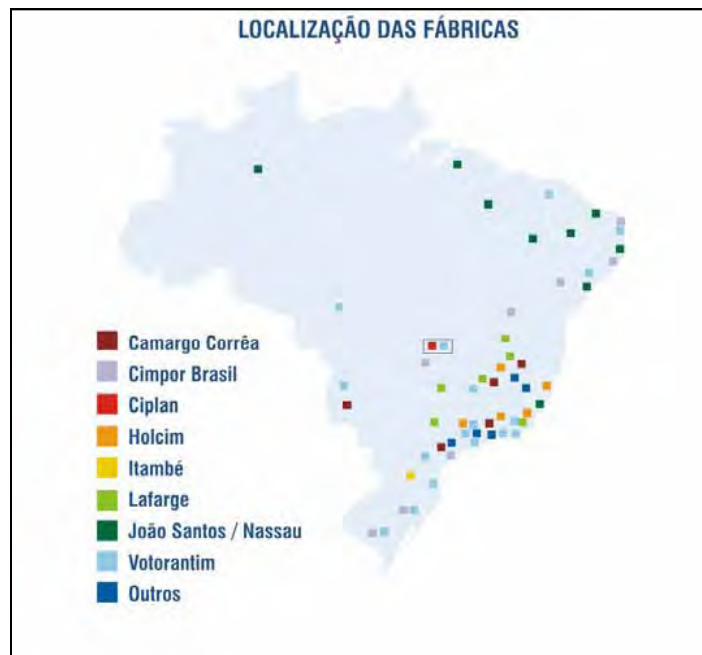 LOCALIZAÇÃO DAS FÁBRICAS
Camargo Corrêa
Cimpor Brasil
Ciplan
Holcim
Itambé
Lafarge
João Santos / Nassau
Votorantim
Outros